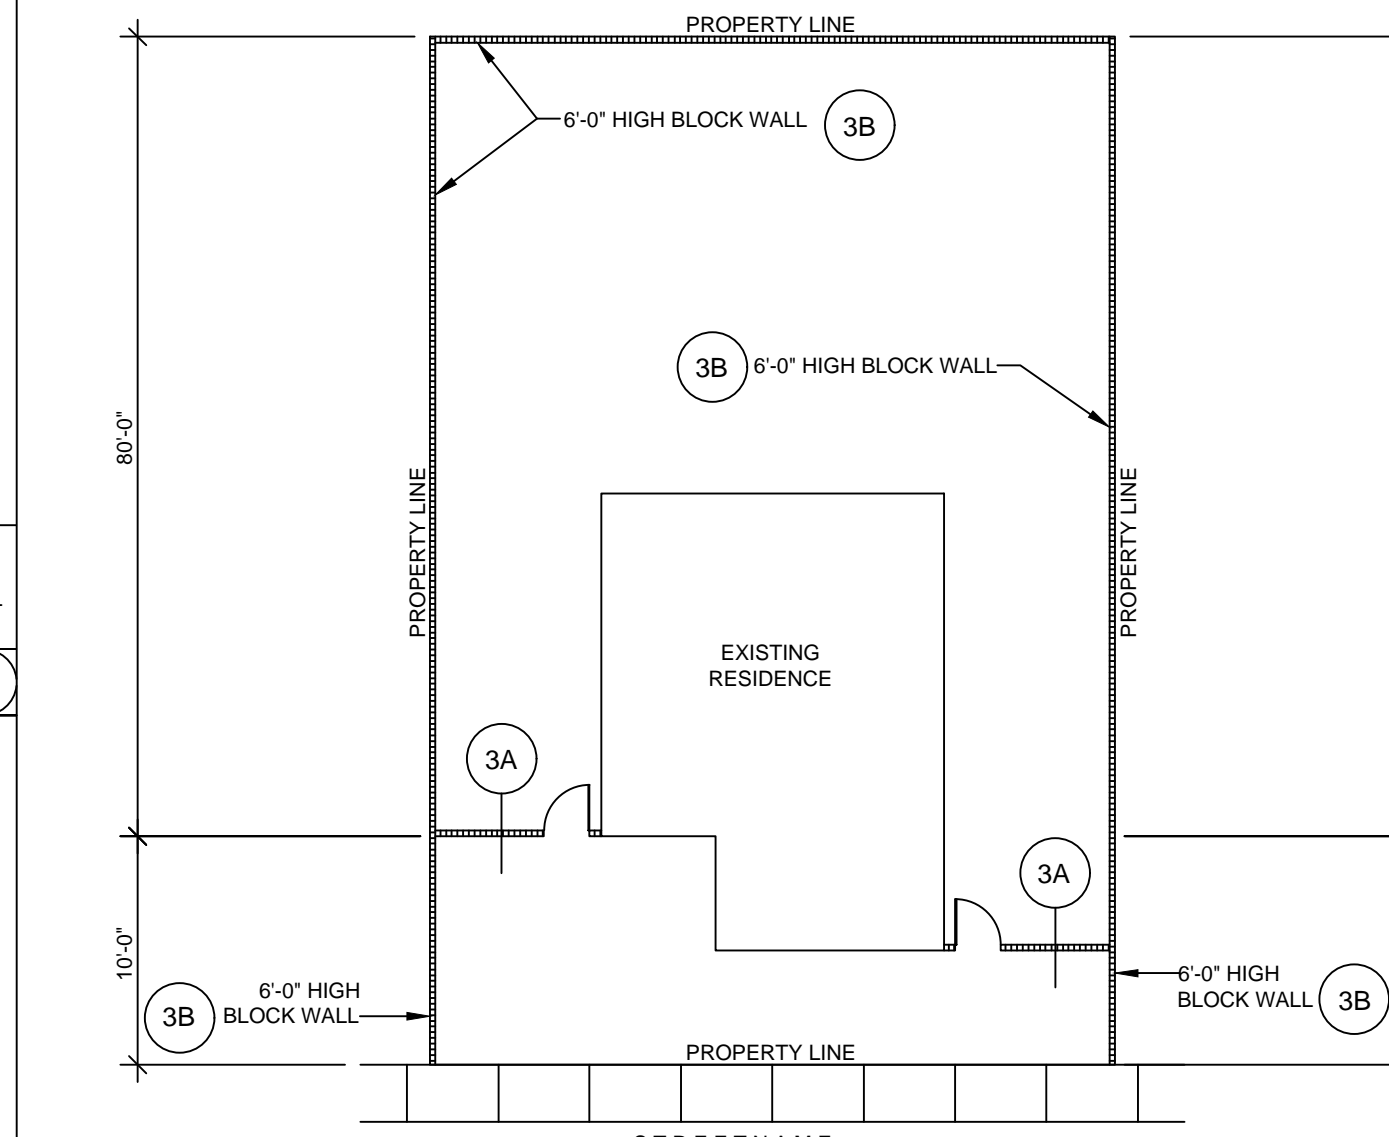 PROPERTY LINE
6'-0" HIGH BLOCK WALL
3B
3B
6'-0" HIGH BLOCK WALL
80'-0"
PROPERTY LINE
PROPERTY LINE
EXISTING
RESIDENCE
3A
3A
10'-0"
6'-0" HIGH
BLOCK WALL
3B
6'-0" HIGH
BLOCK WALL
3B
PROPERTY LINE